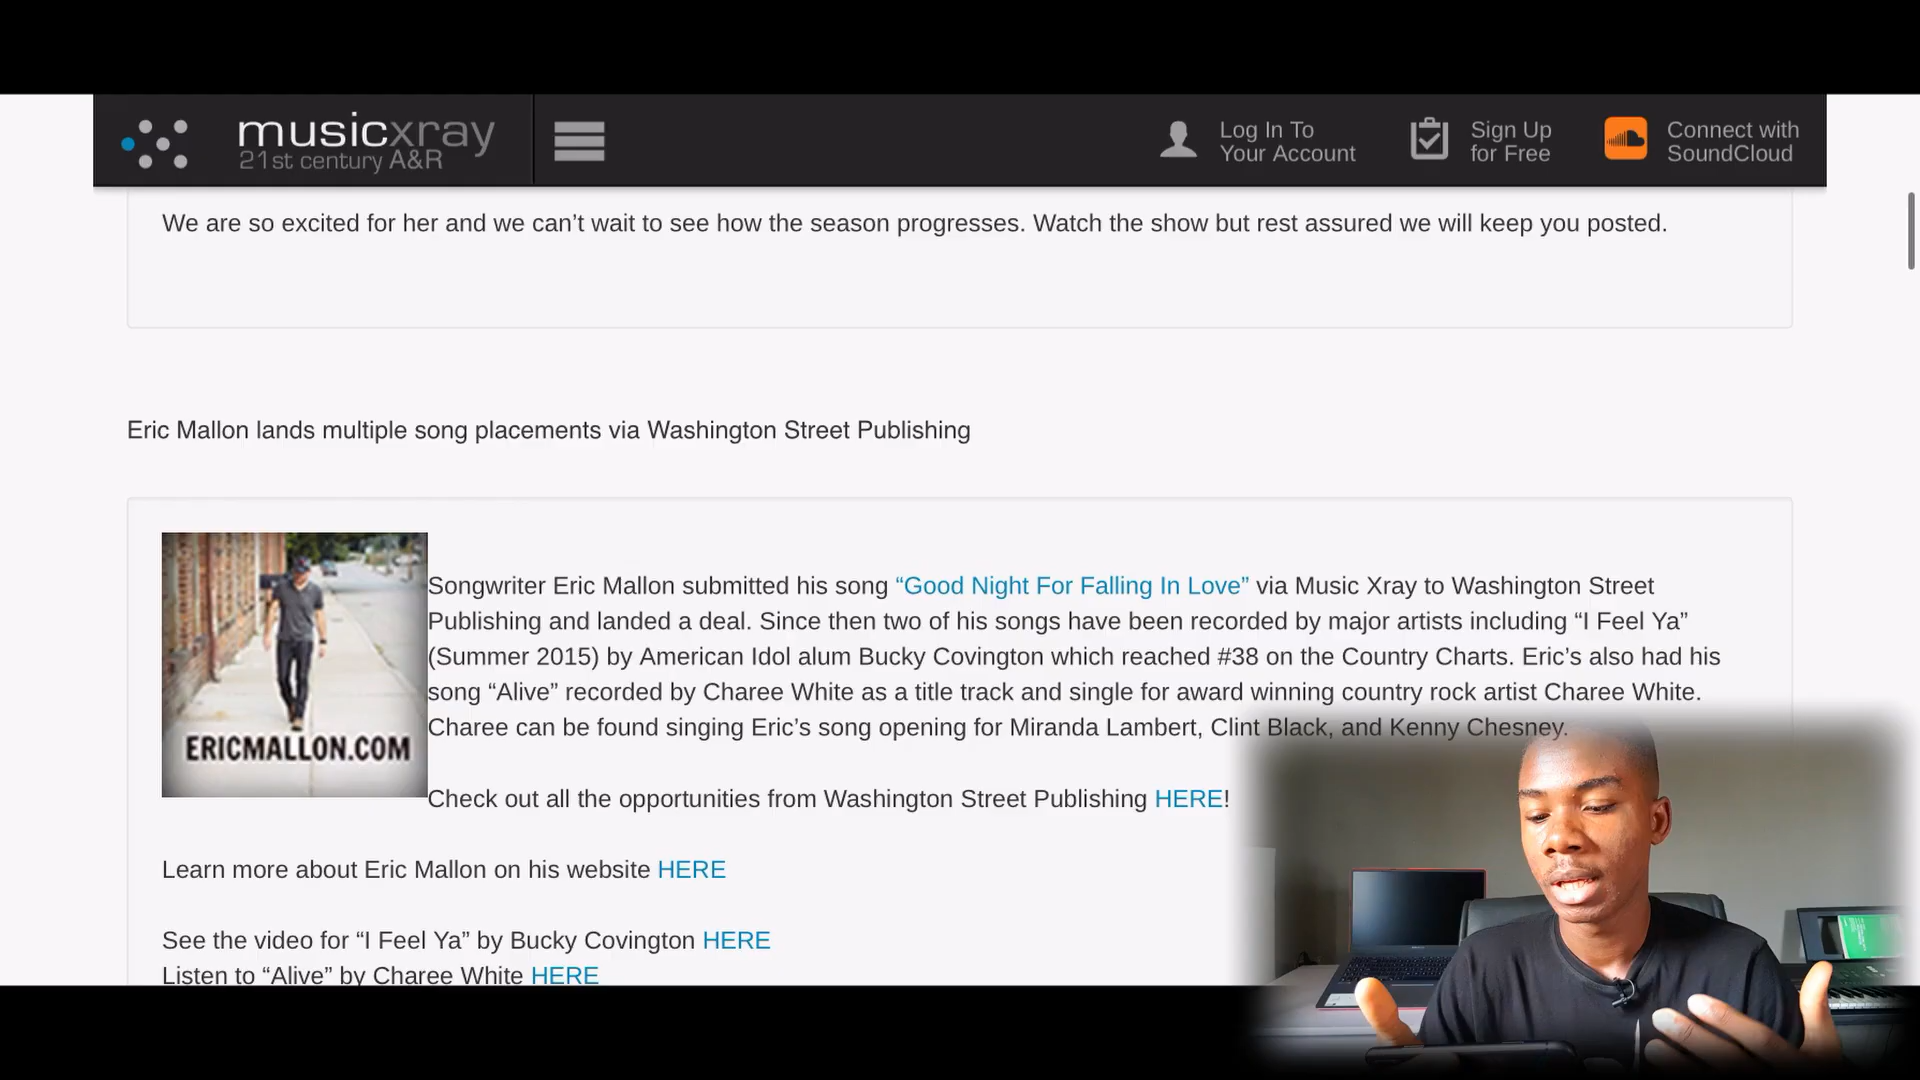 musicxray
21st century A&R
Log In To
Your Account
Sign Up
for Free
Connect with
SoundCloud
We are so excited for her and we can’t wait to see how the season progresses. Watch the show but rest assured we will keep you posted.
Eric Mallon lands multiple song placements via Washington Street Publishing
ERICMALLON.COM
Songwriter Eric Mallon submitted his song “Good Night For Falling In Love” via Music Xray to Washington Street
Publishing and landed a deal. Since then two of his songs have been recorded by major artists including “I Feel Ya”
(Summer 2015) by American Idol alum Bucky Covington which reached #38 on the Country Charts. Eric’s also had his
song “Alive” recorded by Charee White as a title track and single for award winning country rock artist Charee White.
Charee can be found singing Eric’s song opening for Miranda Lambert, Clint Black, and Kenny Chesney.
Check out all the opportunities from Washington Street Publishing HERE!
Learn more about Eric Mallon on his website HERE
See the video for “I Feel Ya” by Bucky Covington HERE
Listen to “Alive” by Charee White HERE